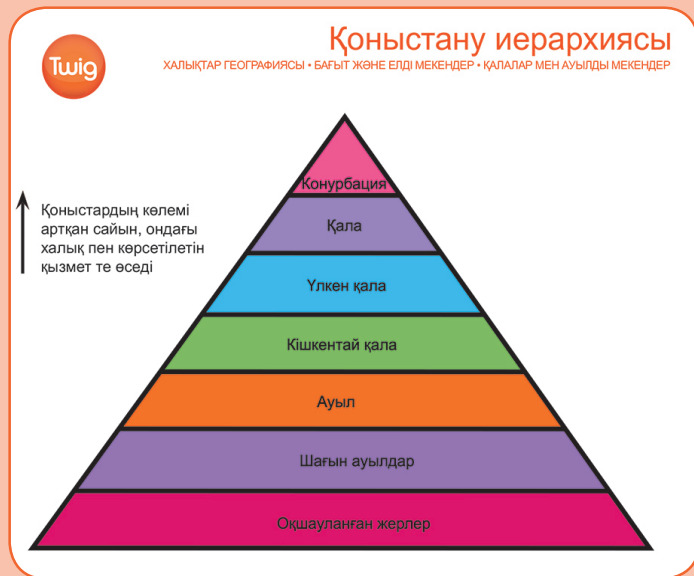 Twig
Қоныстану иерархиясы
ХАЛЫҚТАР ГЕОГРАФИЯСЫ • БАҒЫТ ЖӘНЕ ЕЛДІ МЕКЕНДЕР • ҚАЛАЛАР МЕН АУЫЛДЫ МЕКЕНДЕР
Қоныстардың көлемі
артқан сайын, ондағы
халық пен көрсетілетін
қызмет те өседі
Конурбация
Қала
Үлкен қала
Кішкентай қала
Ауыл
Шағын ауылдар
Оқшауланған жерлер